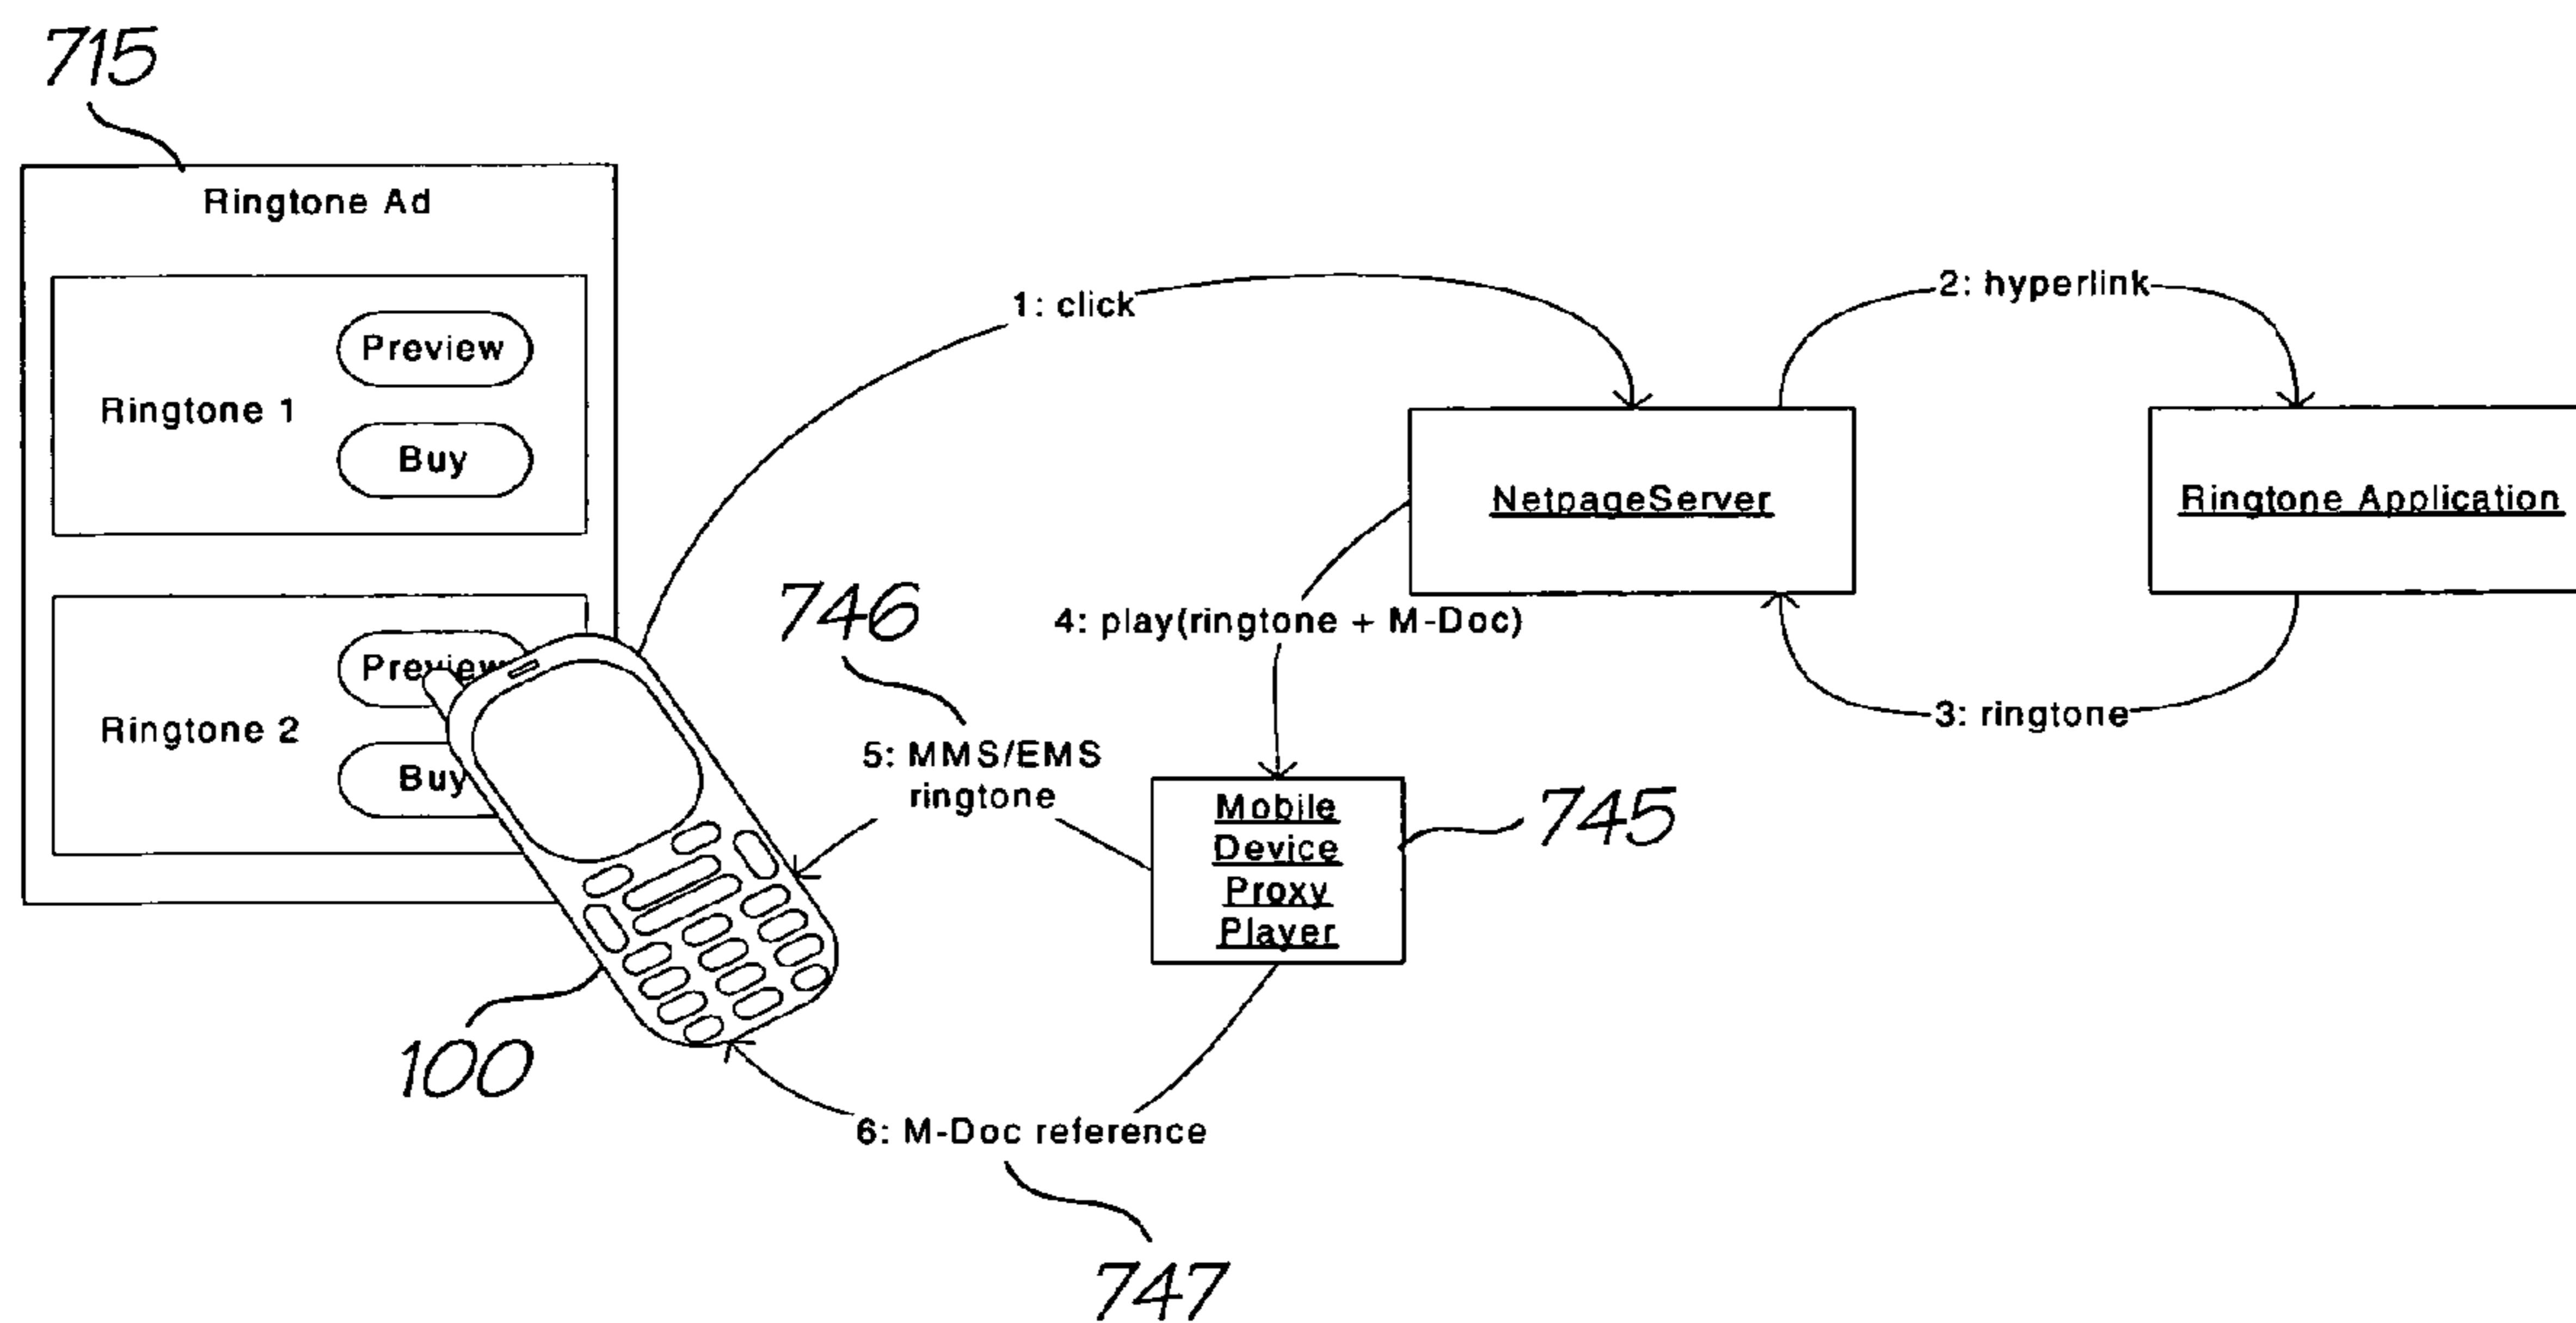 715
Ringtone Ad
Preview
Ringtone 1
Buy
Preview
Ringtone 2
Buy
100
1: click
2: hyperlink
NetpageServer
Ringtone Application
3: ringtone
4: play(ringtone + M-Doc)
746
5: MMS/EMS
ringtone
Mobile
Device
Proxy
Player
745
6: M-Doc reference
747